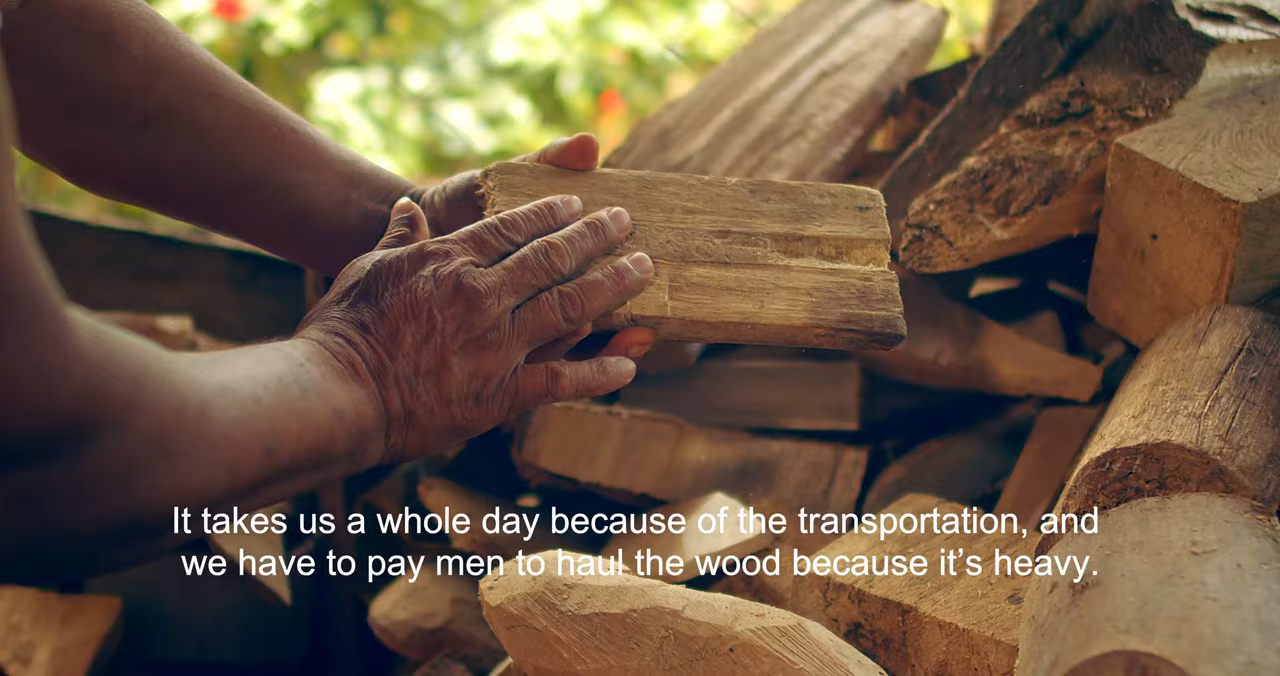 It takes us a whole day because of the transportation, and
we have to pay men to haul the wood because it’s heavy.